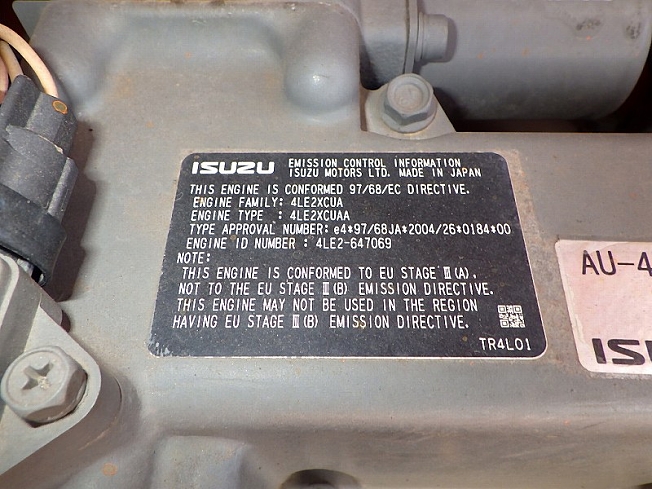 ISUZU EMISSION CONTROL INFORMATION
ISUZU MOTORS LTD. MADE IN JAPAN
THIS ENGINE IS CONFORMED 97/68/EC DIRECTIVE.
ENGINE FAMILY: 4LE2XCUA
ENGINE TYPE : 4LE2XCUAA
TYPE APPROVAL NUMBER: e4*97/68JA*2004/26*0184*00
ENGINE ID NUMBER : 4LE2-647069
NOTE:
THIS ENGINE IS CONFORMED TO EU STAGE Ⅲ(A),
NOT TO THE EU STAGE Ⅲ(B) EMISSION DIRECTIVE.
THIS ENGINE MAY NOT BE USED IN THE REGION
HAVING EU STAGE Ⅲ(B) EMISSION DIRECTIVE.
TR4L01
AU-4
ISU